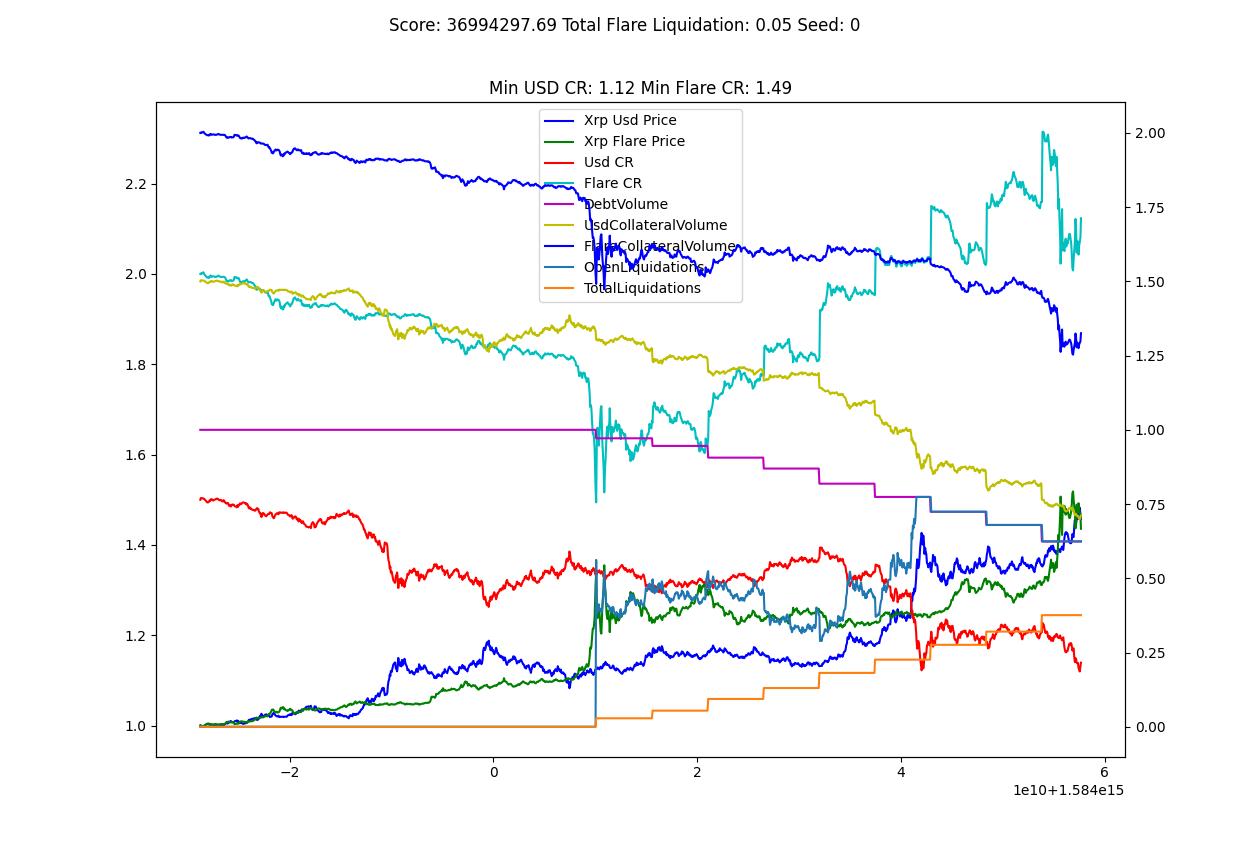 Score: 36994297.69 Total Flare Liquidation: 0.05 Seed: 0
Min USD CR: 1.12 Min Flare CR: 1.49
Xrp Usd Price
Xrp Flare Price
Usd CR
Flare CR
DebtVolume
UsdCollateralVolume
FlareCollateralVolume
OpenLiquidations
TotalLiquidations
2.2
2.0
1.8
1.6
1.4
1.2
1.0
2.00
1.75
1.50
1.25
1.00
0.75
0.50
0.25
0.00
−2
0
2
4
6
1e10+1.584e15